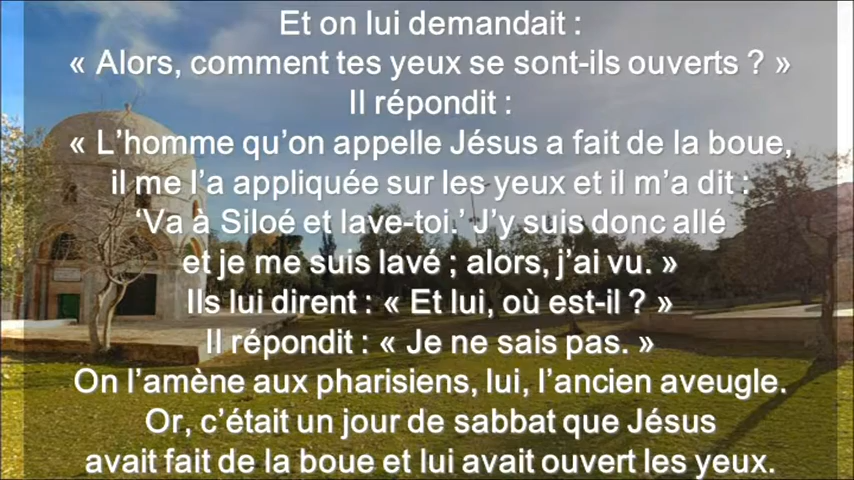 Et on lui demandait :
« Alors, comment tes yeux se sont-ils ouverts ? »
Il répondit :
« L’homme qu’on appelle Jésus a fait de la boue,
il me l’a appliquée sur les yeux et il m’a dit :
‘Va à Siloé et lave-toi.’ J’y suis donc allé
et je me suis lavé ; alors, j’ai vu. »
Ils lui dirent : « Et lui, où est-il ? »
Il répondit : « Je ne sais pas. »
On l’amène aux pharisiens, lui, l’ancien aveugle.
Or, c’était un jour de sabbat que Jésus
avait fait de la boue et lui avait ouvert les yeux.